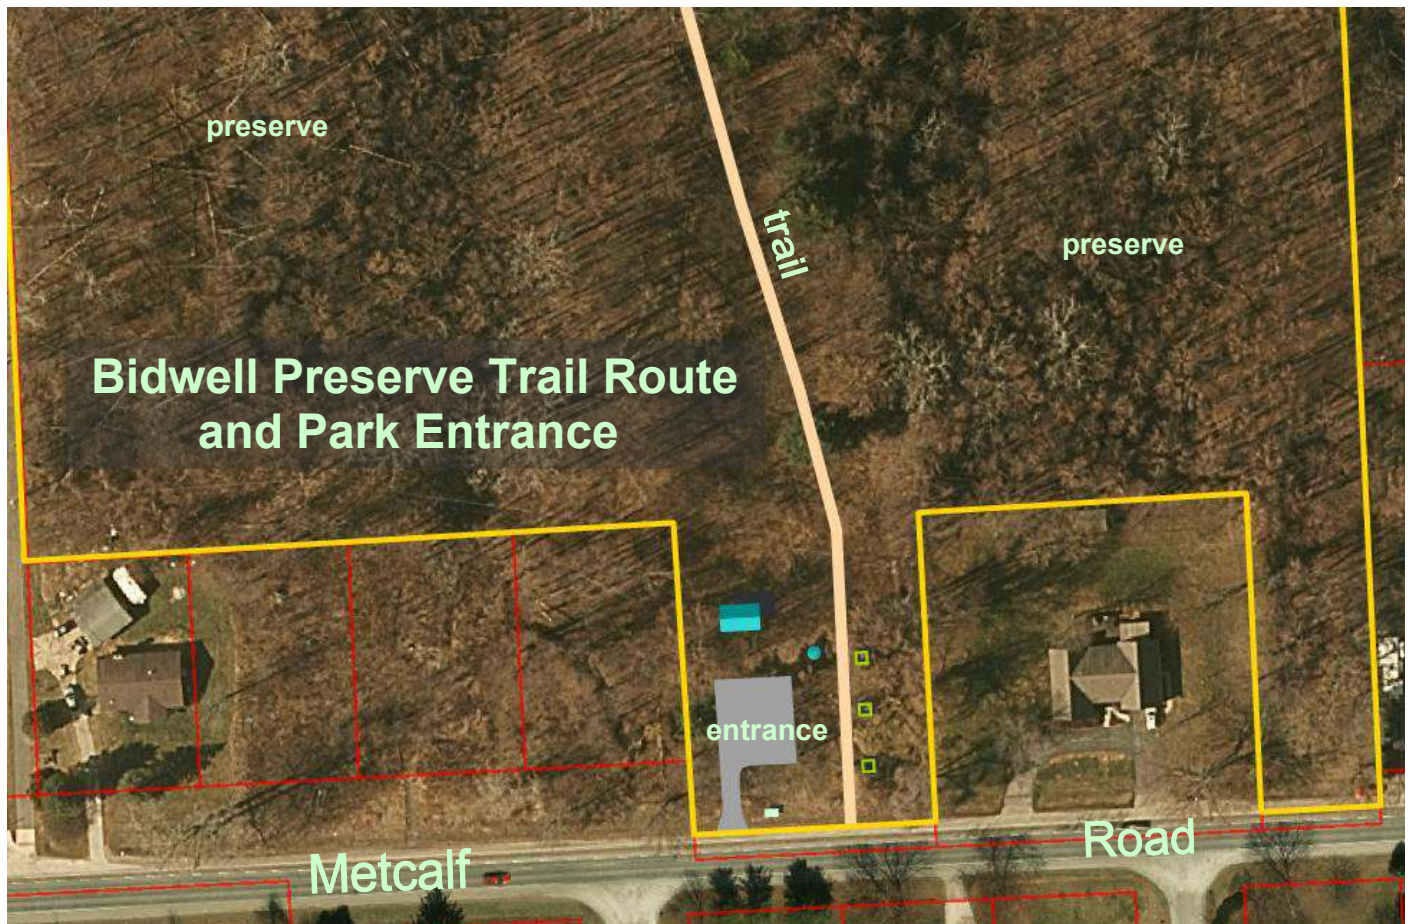 preserve
trail
preserve
Bidwell Preserve Trail Route
and Park Entrance
entrance
Metcalf Road